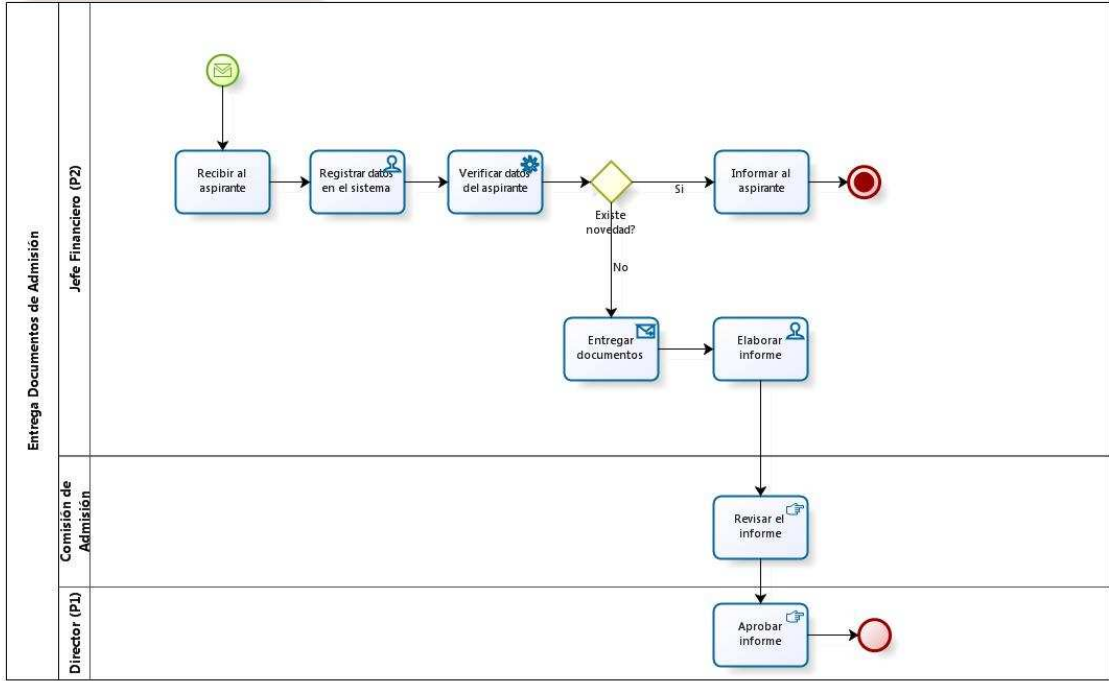 Entrega Documentos de Admisión
Jefe Financiero (P2)
Recibir al
aspirante
Registrar datos
en el sistema
Verificar datos
del aspirante
Existe
novedad?
Si
Informar al
aspirante
No
Entregar
documentos
Elaborar
informe
Comisión de
Admisión
Revisar el
informe
Director (P1)
Aprobar
informe